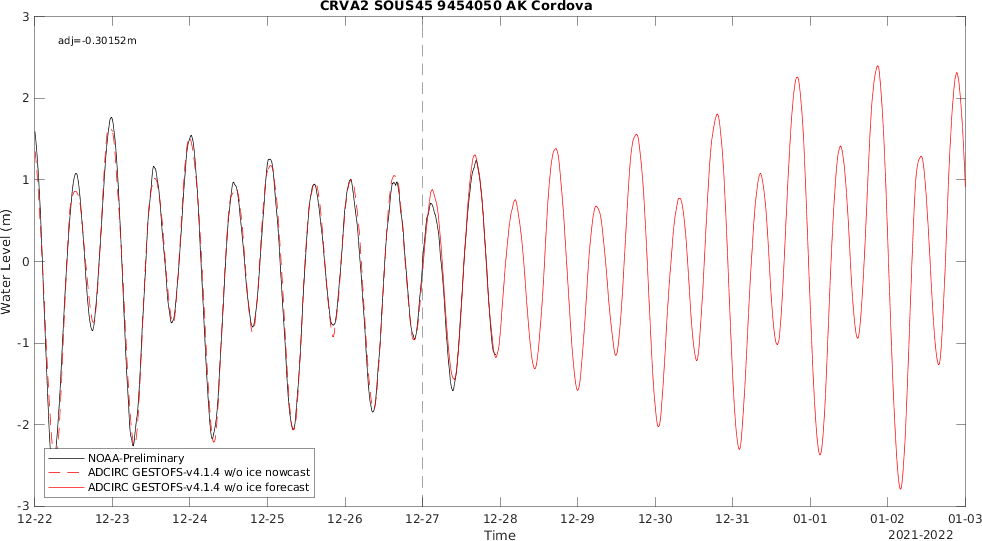 CRVA2 SOUS45 9454050 AK Cordova
adj=-0.30152m
3
2
1
0
-1
-2
-3
Water Level (m)
NOAA-Preliminary
ADCIRC GESTOFS-v4.1.4 w/o ice nowcast
ADCIRC GESTOFS-v4.1.4 w/o ice forecast
12-22 12-23 12-24 12-25 12-26 12-27 12-28 12-29 12-30 12-31 01-01 01-02 01-03
Time
2021-2022